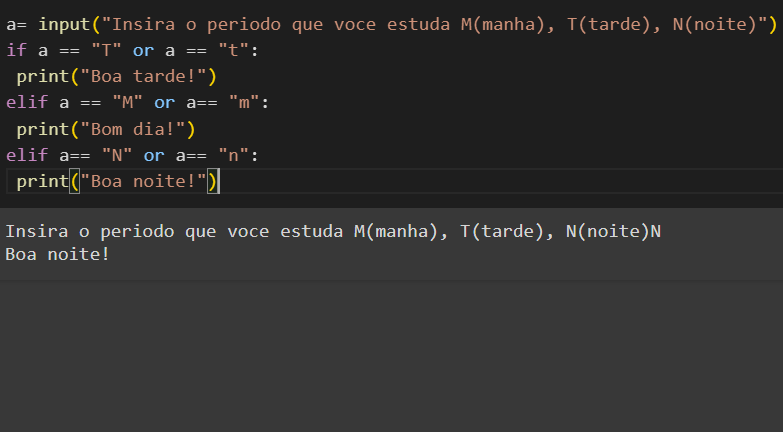 a= input("Insira o periodo que voce estuda M(manha), T(tarde), N(noite)")
if a == "T" or a == "t":
 print("Boa tarde!")
elif a == "M" or a== "m":
 print("Bom dia!")
elif a== "N" or a== "n":
 print("Boa noite!")
Insira o periodo que voce estuda M(manha), T(tarde), N(noite)N
Boa noite!